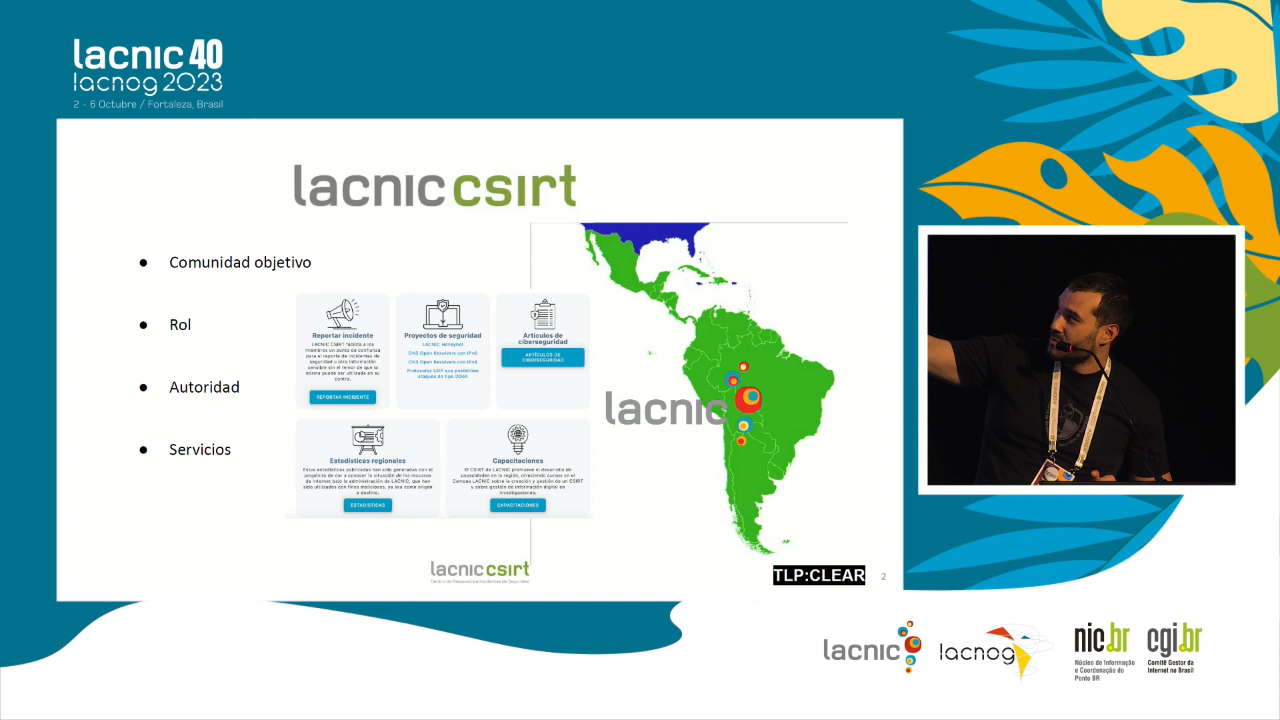 lacnic 40
lacnog 2023
2 - 6 Octubre / Fortaleza, Brasil
lacnic csirt
● Comunidad objetivo
● Rol
● Autoridad
● Servicios
Reportar incidente
LACNIC CSIRT facilita a los
miembros un punto de confianza
para el reporte de incidentes de
seguridad u otra información
sensible sin el temor de que la
misma pueda ser utilizada en su
contra.
REPORTAR INCIDENTE
Proyectos de seguridad
LACNIC Honeynet
DNS Open Resolvers con IPv6
DNS Open Resolvers con IPv4
Protocolos UDP que posibilitan
ataques de tipo DDoS
Artículos de
ciberseguridad
ARTÍCULOS DE
CIBERSEGURIDAD
Estadísticas regionales
Estas estadísticas publicadas han sido generadas con el
propósito de dar a conocer la situación de los recursos
de Internet bajo la administración de LACNIC, que han
sido utilizados con fines maliciosos, ya sea como origen
o destino.
ESTADÍSTICAS
Capacitaciones
El CSIRT de LACNIC promueve el desarrollo de
capacidades en la región, ofreciendo cursos en el
Campus LACNIC sobre la creación y gestión de un CSIRT
y sobre gestión de información digital en
investigaciones.
CAPACITACIONES
lacnic
lacnic csirt
Centro de Respuesta a Incidentes de Seguridad
TLP:CLEAR
2
lacnic
lacnog
nic.br
Núcleo de Informação
e Coordenação do
Ponto BR
cgi.br
Comitê Gestor da
Internet no Brasil